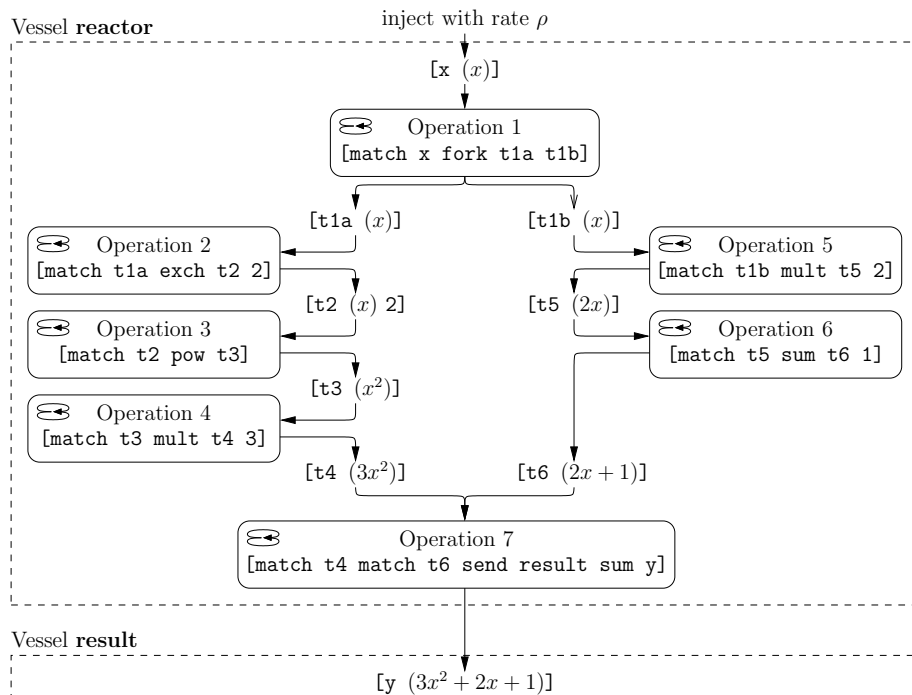 inject with rate ρ
Vessel reactor
[x (x)]
Operation 1
[match x fork t1a t1b]
[t1a (x)]
[t1b (x)]
Operation 2
[match t1a exch t2 2]
Operation 5
[match t1b mult t5 2]
[t2 (x) 2]
[t5 (2x)]
Operation 3
[match t2 pow t3]
Operation 6
[match t5 sum t6 1]
[t3 (x²)]
Operation 4
[match t3 mult t4 3]
[t4 (3x²)]
[t6 (2x + 1)]
Operation 7
[match t4 match t6 send result sum y]
Vessel result
[y (3x² + 2x + 1)]